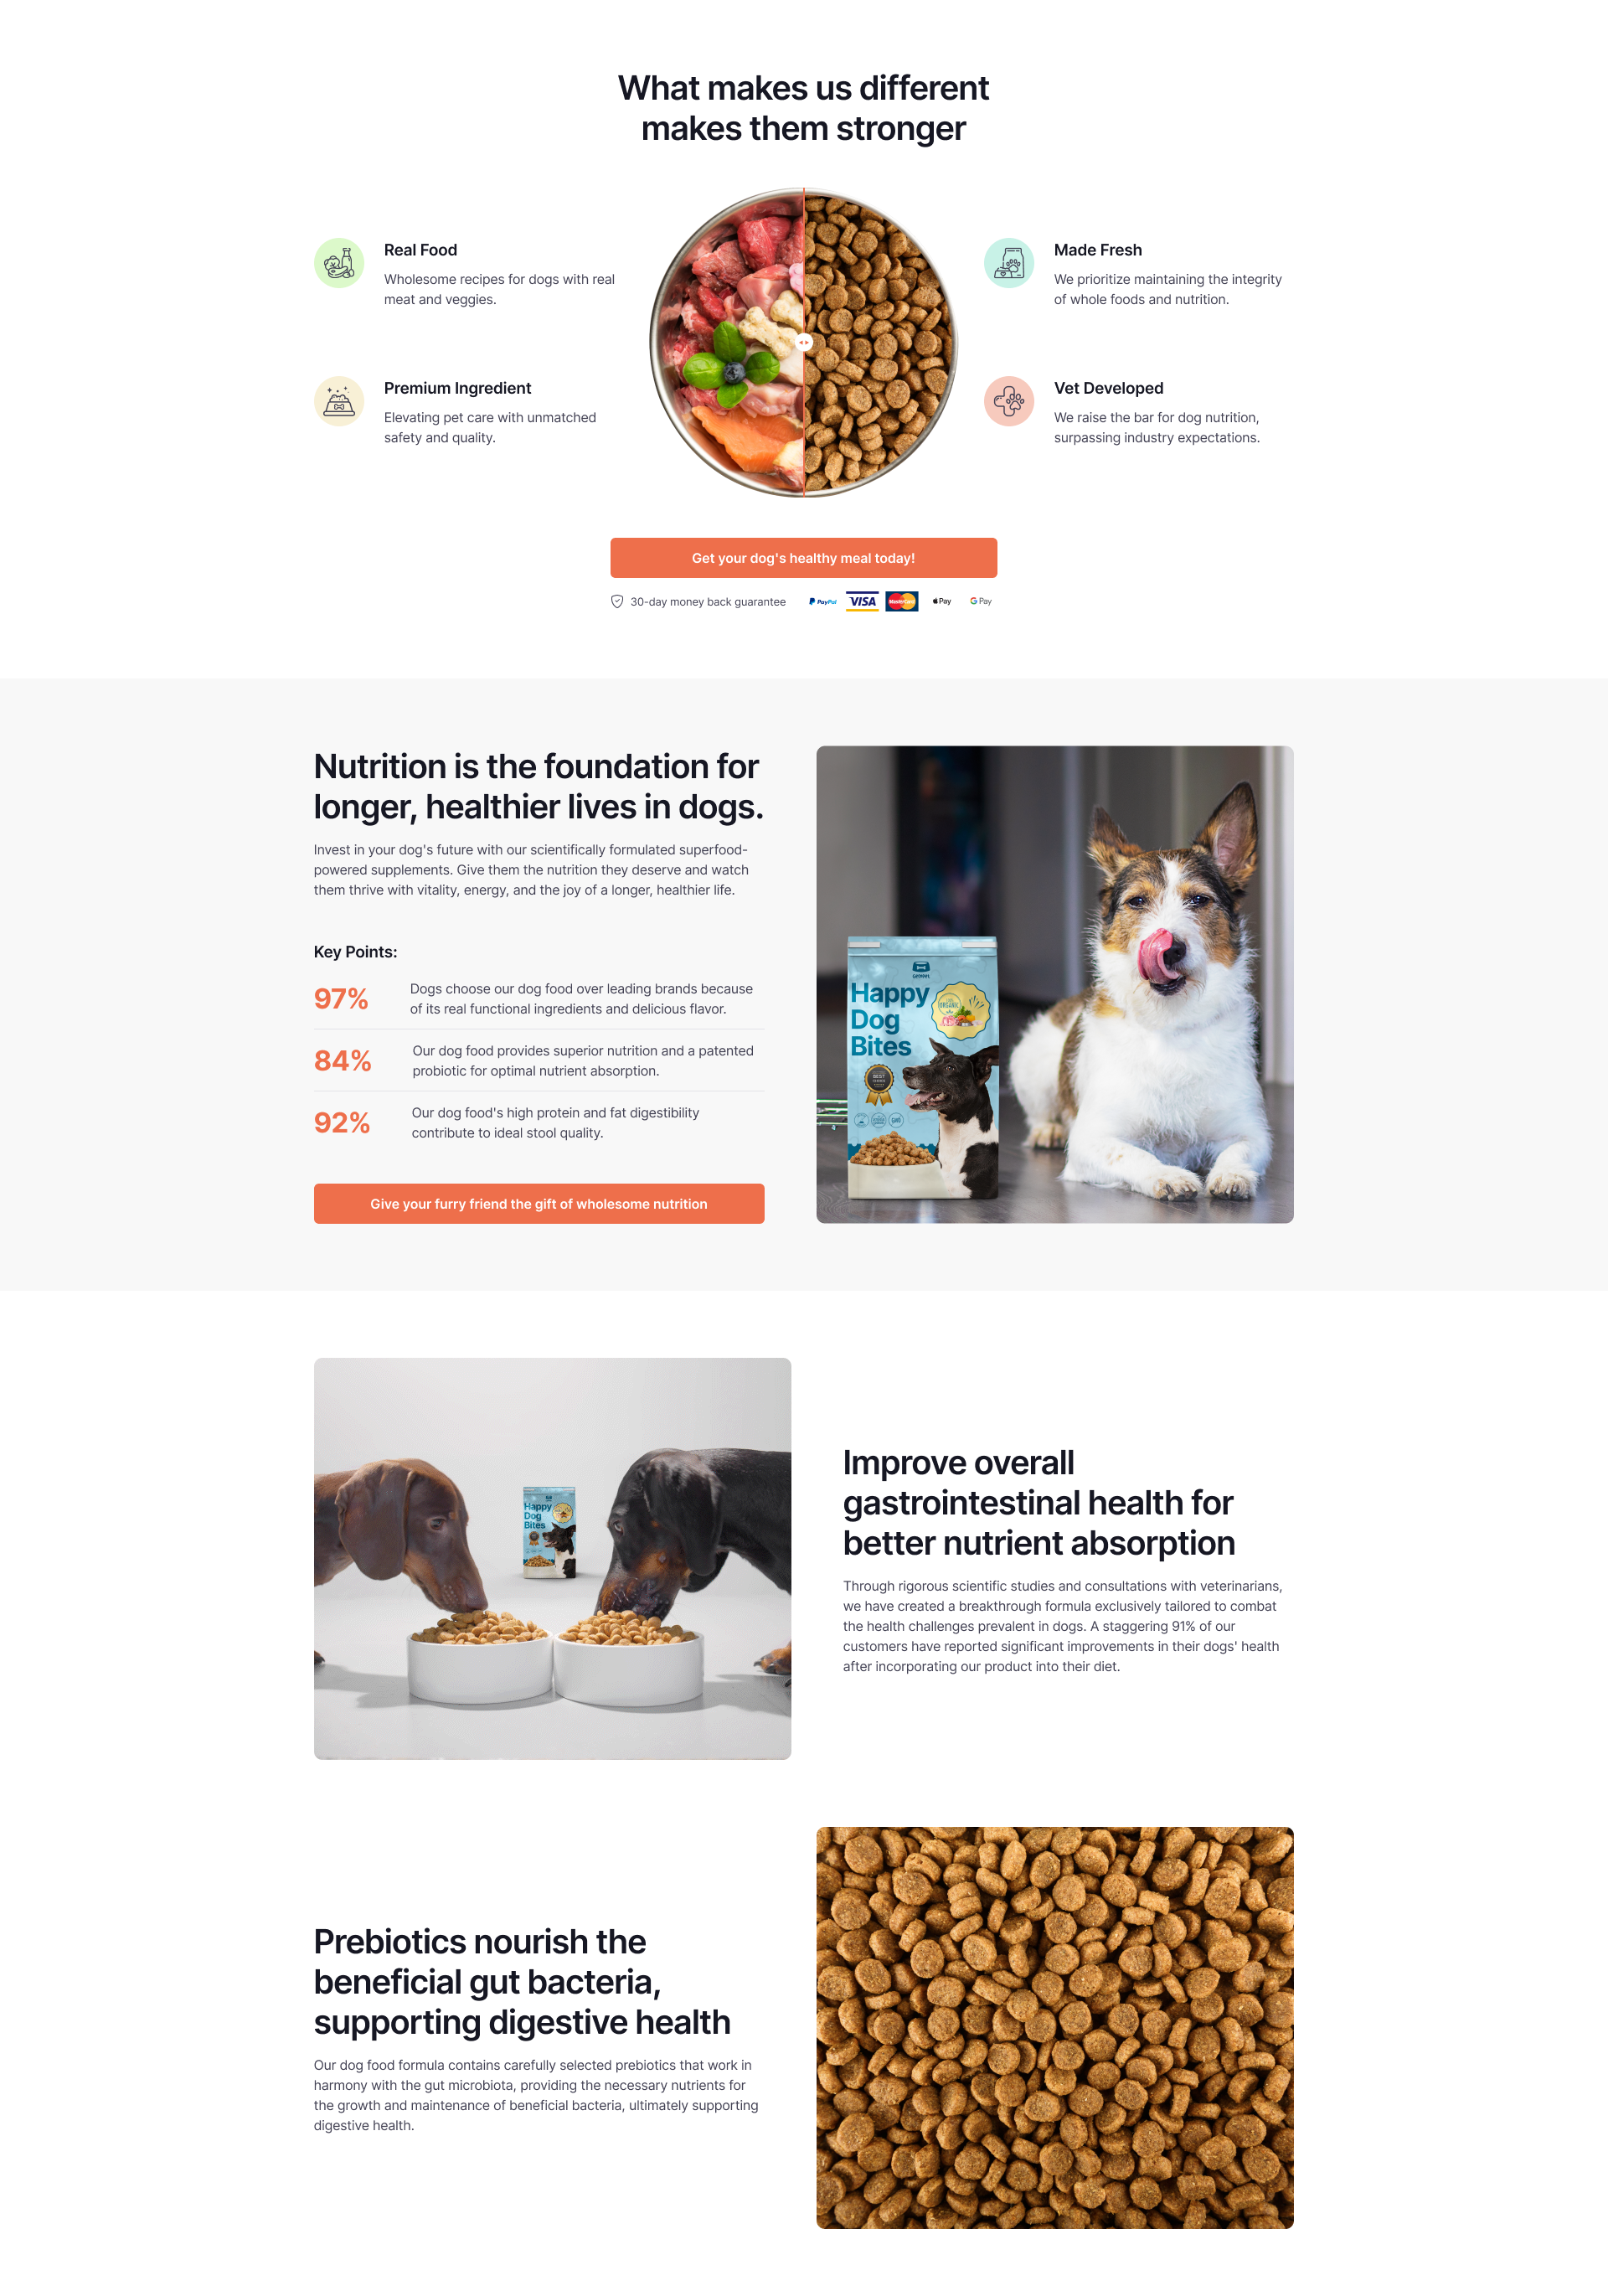 What makes us different
makes them stronger
Real Food
Wholesome recipes for dogs with real
meat and veggies.
Premium Ingredient
Elevating pet care with unmatched
safety and quality.
Made Fresh
We prioritize maintaining the integrity
of whole foods and nutrition.
Vet Developed
We raise the bar for dog nutrition,
surpassing industry expectations.
Get your dog's healthy meal today!
30-day money back guarantee
PayPal
VISA
MasterCard
Pay
G Pay
Nutrition is the foundation for
longer, healthier lives in dogs.
Invest in your dog's future with our scientifically formulated superfood-
powered supplements. Give them the nutrition they deserve and watch
them thrive with vitality, energy, and the joy of a longer, healthier life.
Key Points:
97%
Dogs choose our dog food over leading brands because
of its real functional ingredients and delicious flavor.
84%
Our dog food provides superior nutrition and a patented
probiotic for optimal nutrient absorption.
92%
Our dog food's high protein and fat digestibility
contribute to ideal stool quality.
Give your furry friend the gift of wholesome nutrition
Happy
Dog
Bites
ORGANIC
BEST
Happy
Dog
Bites
Improve overall
gastrointestinal health for
better nutrient absorption
Through rigorous scientific studies and consultations with veterinarians,
we have created a breakthrough formula exclusively tailored to combat
the health challenges prevalent in dogs. A staggering 91% of our
customers have reported significant improvements in their dogs' health
after incorporating our product into their diet.
Prebiotics nourish the
beneficial gut bacteria,
supporting digestive health
Our dog food formula contains carefully selected prebiotics that work in
harmony with the gut microbiota, providing the necessary nutrients for
the growth and maintenance of beneficial bacteria, ultimately supporting
digestive health.